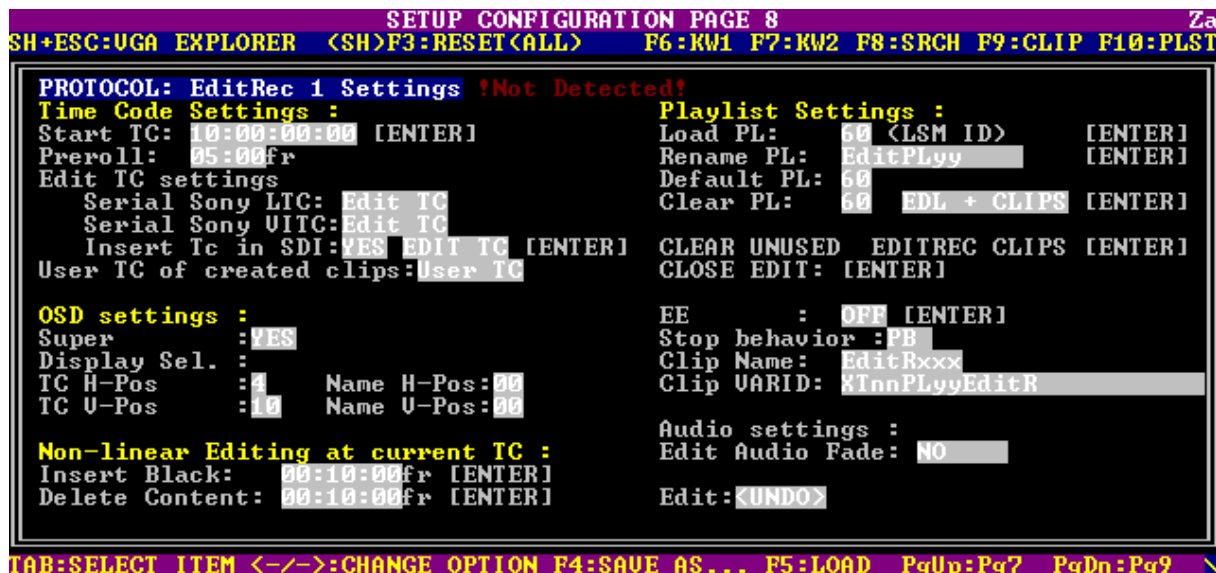 SETUP CONFIGURATION PAGE 8 Za
SH+ESC:VGA EXPLORER <SH>F3:RESET<ALL> F6:KW1 F7:KW2 F8:SRCH F9:CLIP F10:PLST
PROTOCOL: EditRec 1 Settings !Not Detected!
Time Code Settings : Playlist Settings :
Start TC: 10:00:00:00 [ENTER] Load PL: 60 <LSM ID> [ENTER]
Preroll: 05:00fr Rename PL: EditPLyy [ENTER]
Edit TC settings Default PL: 60
Serial Sony LTC: Edit TC Clear PL: 60 EDL + CLIPS [ENTER]
Serial Sony VITC:Edit TC
Insert Tc in SDI:YES EDIT TC [ENTER] CLEAR UNUSED EDITREC CLIPS [ENTER]
User TC of created clips:User TC CLOSE EDIT: [ENTER]
OSD settings : EE : OFF [ENTER]
Super :YES Stop behavior :PB
Display Sel. : Clip Name: EditRxxx
TC H-Pos :4 Name H-Pos:00 Clip VARID: XTnnPLyyEditR
TC V-Pos :10 Name V-Pos:00
Audio settings :
Non-linear Editing at current TC : Edit Audio Fade: NO
Insert Black: 00:10:00fr [ENTER]
Delete Content: 00:10:00fr [ENTER] Edit:<UNDO>
TAB:SELECT ITEM <-/->:CHANGE OPTION F4:SAVE AS... F5:LOAD PgUp:Pg7 PgDn:Pg9